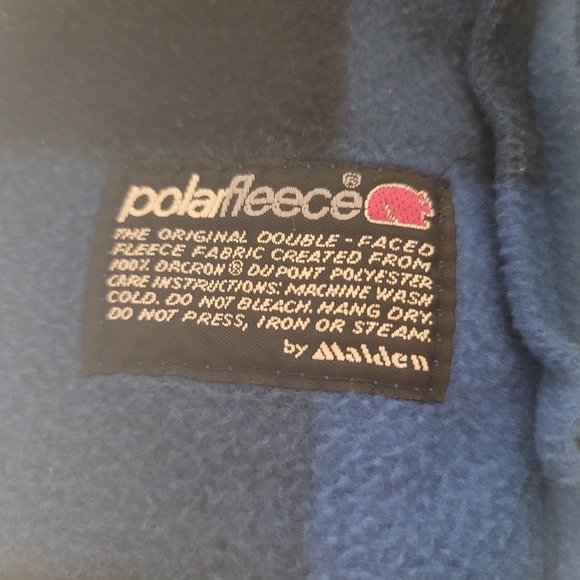 polarfleece®
THE ORIGINAL DOUBLE - FACED
FLEECE FABRIC CREATED FROM
100% DACRON ® DU PONT POLYESTER
CARE INSTRUCTIONS: MACHINE WASH
COLD. DO NOT BLEACH. HANG DRY.
DO NOT PRESS, IRON OR STEAM.
by Malden